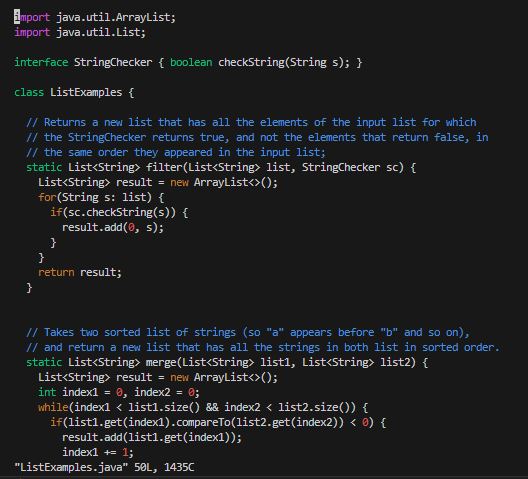 import java.util.ArrayList;
import java.util.List;

interface StringChecker { boolean checkString(String s); }

class ListExamples {

  // Returns a new list that has all the elements of the input list for which
  // the StringChecker returns true, and not the elements that return false, in
  // the same order they appeared in the input list;
  static List<String> filter(List<String> list, StringChecker sc) {
    List<String> result = new ArrayList<>();
    for(String s: list) {
      if(sc.checkString(s)) {
        result.add(0, s);
      }
    }
    return result;
  }


  // Takes two sorted list of strings (so "a" appears before "b" and so on),
  // and return a new list that has all the strings in both list in sorted order.
  static List<String> merge(List<String> list1, List<String> list2) {
    List<String> result = new ArrayList<>();
    int index1 = 0, index2 = 0;
    while(index1 < list1.size() && index2 < list2.size()) {
      if(list1.get(index1).compareTo(list2.get(index2)) < 0) {
        result.add(list1.get(index1));
        index1 += 1;
"ListExamples.java" 50L, 1435C